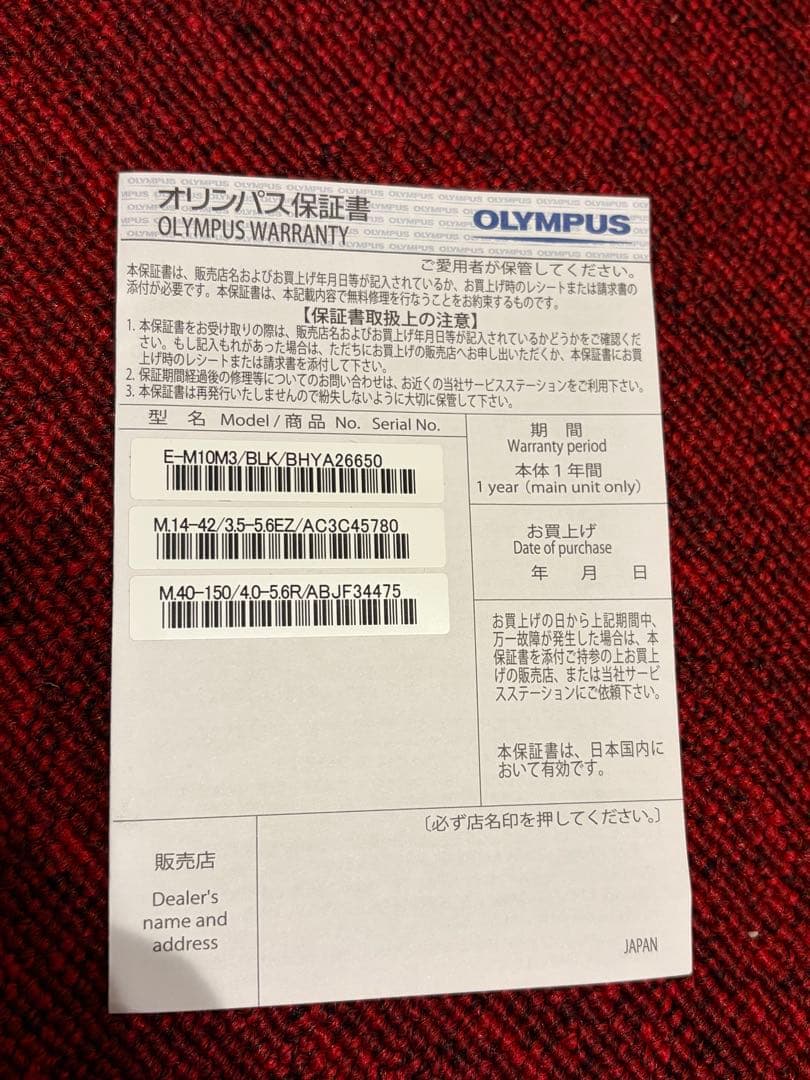 オリンパス保証書
OLYMPUS WARRANTY
OLYMPUS
ご愛用者が保管してください。
本保証書は、販売店名およびお買上げ年月日等が記入されているか、お買上げ時のレシートまたは請求書の
添付が必要です。本保証書は、本記載内容で無料修理を行なうことをお約束するものです。
【保証書取扱上の注意】
1. 本保証書をお受け取りの際は、販売店名およびお買上げ年月日等が記入されているかどうかをご確認くだ
さい。もし記入もれがあった場合は、ただちにお買上げの販売店へお申し出いただくか、本保証書にお買
上げ時のレシートまたは請求書を添付して下さい。
2. 保証期間経過後の修理等についてのお問い合わせは、お近くの当社サービスステーションをご利用下さい。
3. 本保証書は再発行いたしませんので紛失しないように大切に保管して下さい。
型 名 Model / 商品 No. Serial No.
E-M10M3/BLK/BHYA26650
M.14-42/3.5-5.6EZ/AC3C45780
M.40-150/4.0-5.6R/ABJF34475
期 間
Warranty period
本体1年間
1 year (main unit only)
お買上げ
Date of purchase
年 月 日
お買上げの日から上記期間中、
万一故障が発生した場合は、本
保証書を添付ご持参の上お買上
げの販売店、または当社サービ
スステーションにご依頼下さい。
本保証書は、日本国内に
おいて有効です。
〔必ず店名印を押してください。〕
販売店
Dealer's
name and
address
JAPAN